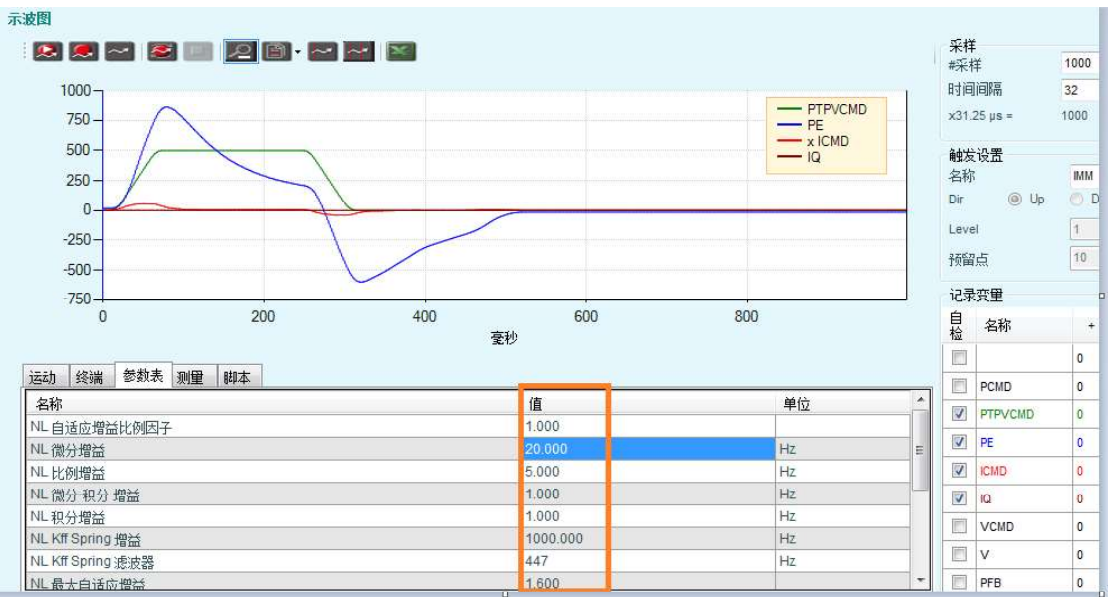 示波图
1000
750
500
250
0
-250
-500
-750
0 200 400 600 800
毫秒
PTPVCMD
PE
x ICMD
IQ
采样
#采样 1000
时间间隔 32
x31.25 µs = 1000
触发设置
名称 IMM
Dir Up D
Level 1
预留点 10
记录变量
自检 名称 +
0
PCMD 0
PTPVCMD 0
PE 0
ICMD 0
IQ 0
VCMD 0
V 0
PFB 0
运动 终端 参数表 测量 脚本
名称 值 单位
NL 自适应增益比例因子 1.000
NL 微分增益 20.000 Hz
NL 比例增益 5.000 Hz
NL 微分-积分 增益 1.000 Hz
NL 积分增益 1.000 Hz
NL Kff Spring 增益 1000.000 Hz
NL Kff Spring 滤波器 447 Hz
NL 最大自适应增益 1.600